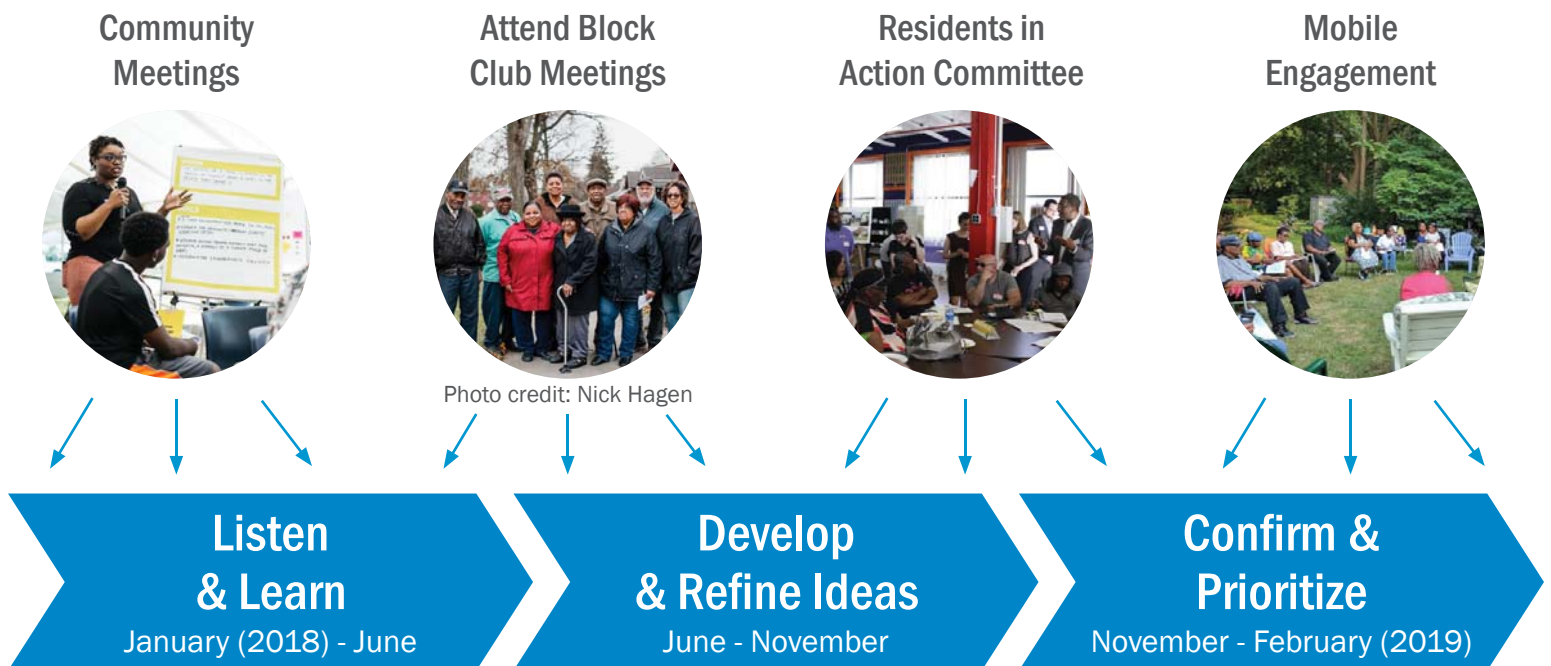 Community
Meetings
Attend Block
Club Meetings
Residents in
Action Committee
Mobile
Engagement
Photo credit: Nick Hagen
Listen
& Learn
January (2018) - June
Develop
& Refine Ideas
June - November
Confirm &
Prioritize
November - February (2019)